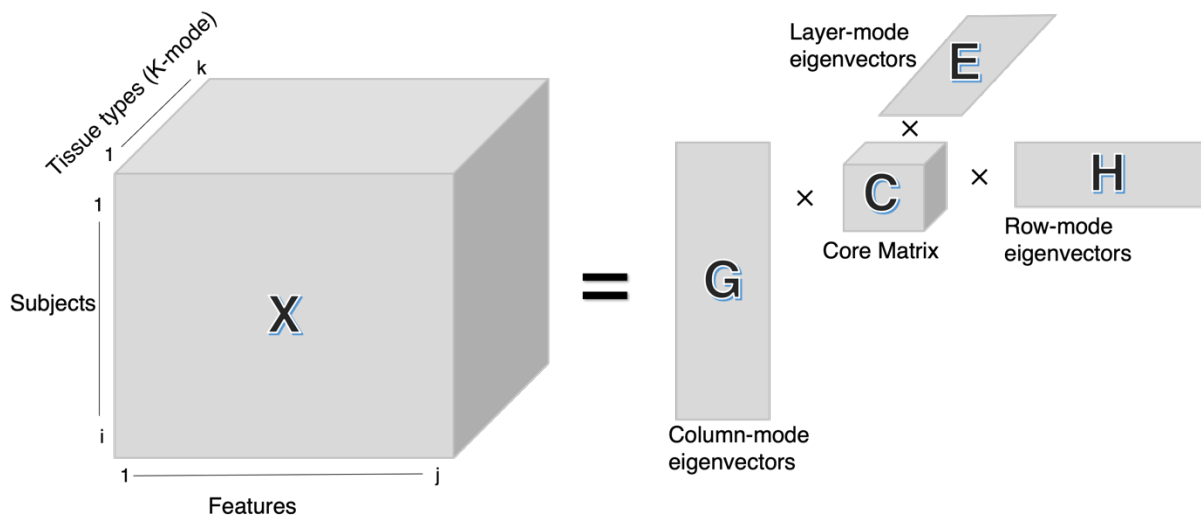 Tissue types (K-mode)
1
k
1
Subjects
i
X
1
j
Features
=
G
Column-mode
eigenvectors
×
Layer-mode
eigenvectors
E
×
C
Core Matrix
×
H
Row-mode
eigenvectors